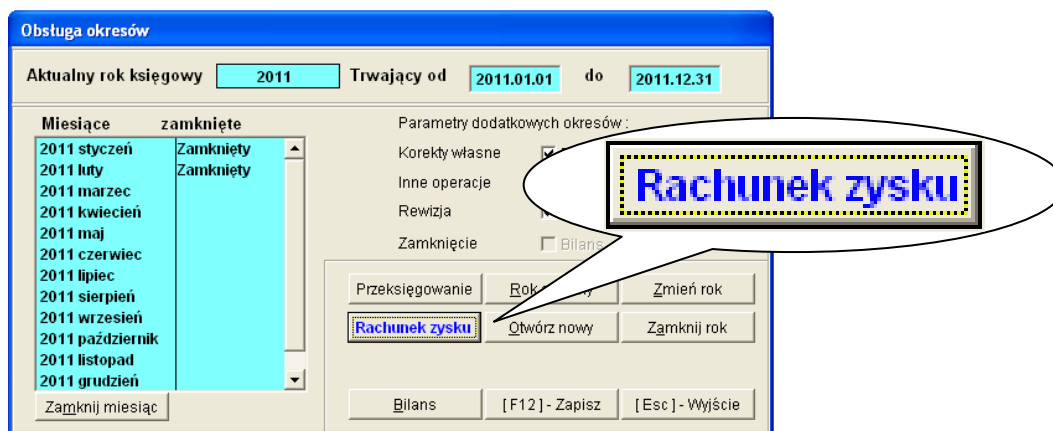 Obsługa okresów
Aktualny rok księgowy 2011 Trwający od 2011.01.01 do 2011.12.31
Miesiące zamknięte
2011 styczeń Zamknięty
2011 luty Zamknięty
2011 marzec
2011 kwiecień
2011 maj
2011 czerwiec
2011 lipiec
2011 sierpień
2011 wrzesień
2011 październik
2011 listopad
2011 grudzień
Zamknij miesiąc
Parametry dodatkowych okresów :
Korekty własne
Inne operacje
Rewizja
Zamknięcie Bilans
Rachunek zysku
Przeksięgowanie Rok Zmień rok
Rachunek zysku Otwórz nowy Zamknij rok
Bilans [ F12 ] - Zapisz [ Esc ] - Wyjście